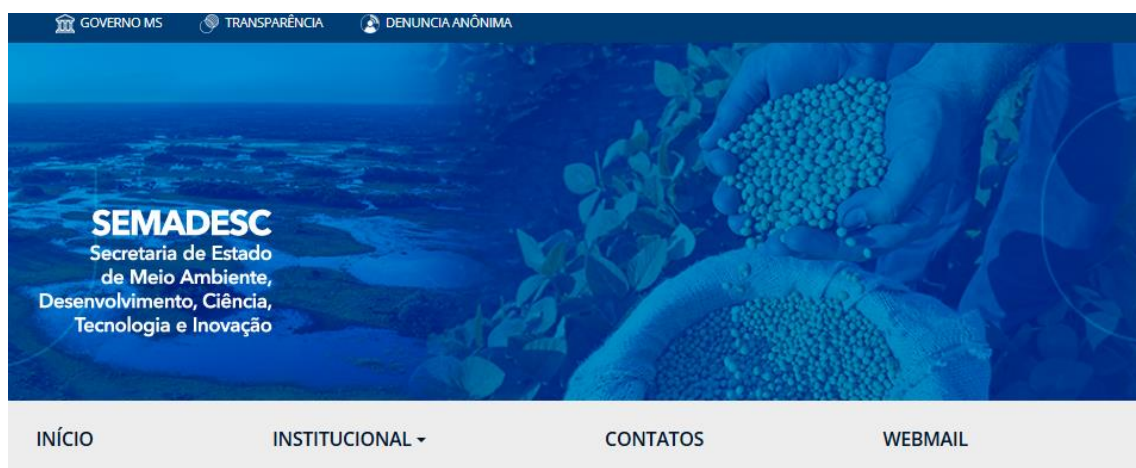 GOVERNO MS TRANSPARÊNCIA DENUNCIA ANÔNIMA
SEMADESC
Secretaria de Estado
de Meio Ambiente,
Desenvolvimento, Ciência,
Tecnologia e Inovação
INÍCIO INSTITUCIONAL CONTATOS WEBMAIL